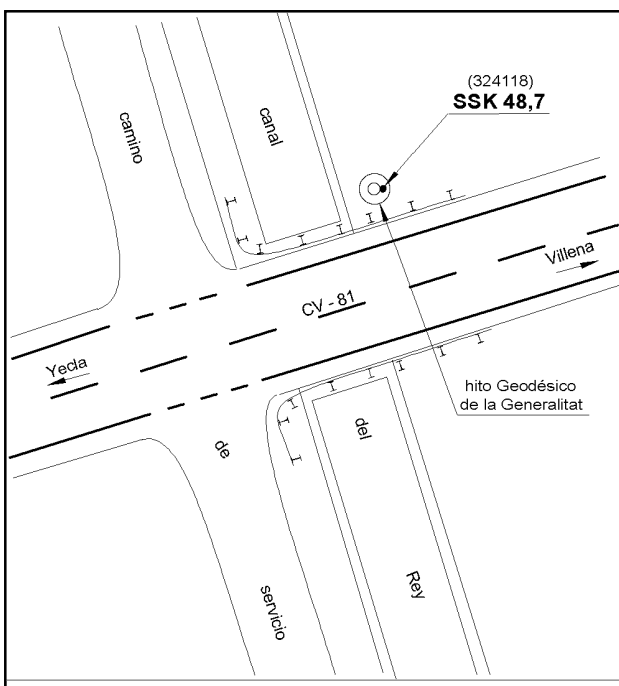 (324118)
SSK 48,7
camino
canal
Villena
CV - 81
Yecla
hito Geodésico
de la Generalitat
de
del
servicio
Rey